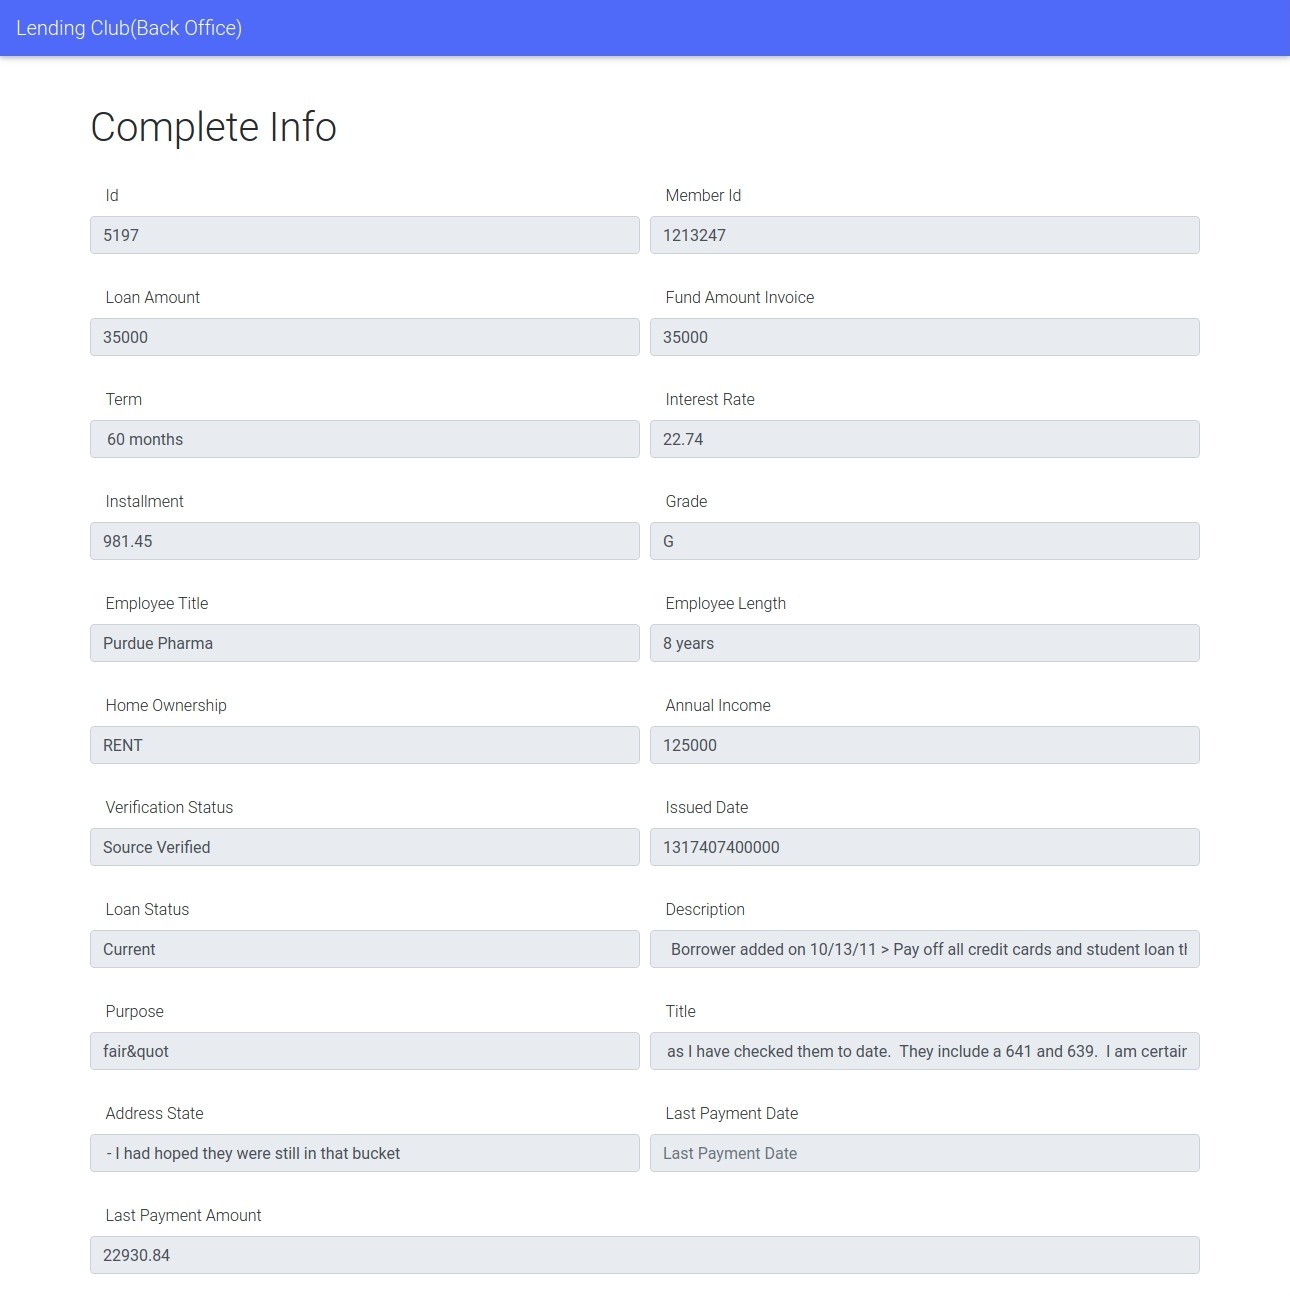 Lending Club(Back Office)
Complete Info
Id
Member Id
5197
1213247
Loan Amount
Fund Amount Invoice
35000
35000
Term
Interest Rate
60 months
22.74
Installment
Grade
981.45
G
Employee Title
Employee Length
Purdue Pharma
8 years
Home Ownership
Annual Income
RENT
125000
Verification Status
Issued Date
Source Verified
1317407400000
Loan Status
Description
Current
Borrower added on 10/13/11 > Pay off all credit cards and student loan
Purpose
Title
fair&quot
as I have checked them to date.  They include a 641 and 639.  I am certain
Address State
Last Payment Date
- I had hoped they were still in that bucket
Last Payment Date
Last Payment Amount
22930.84